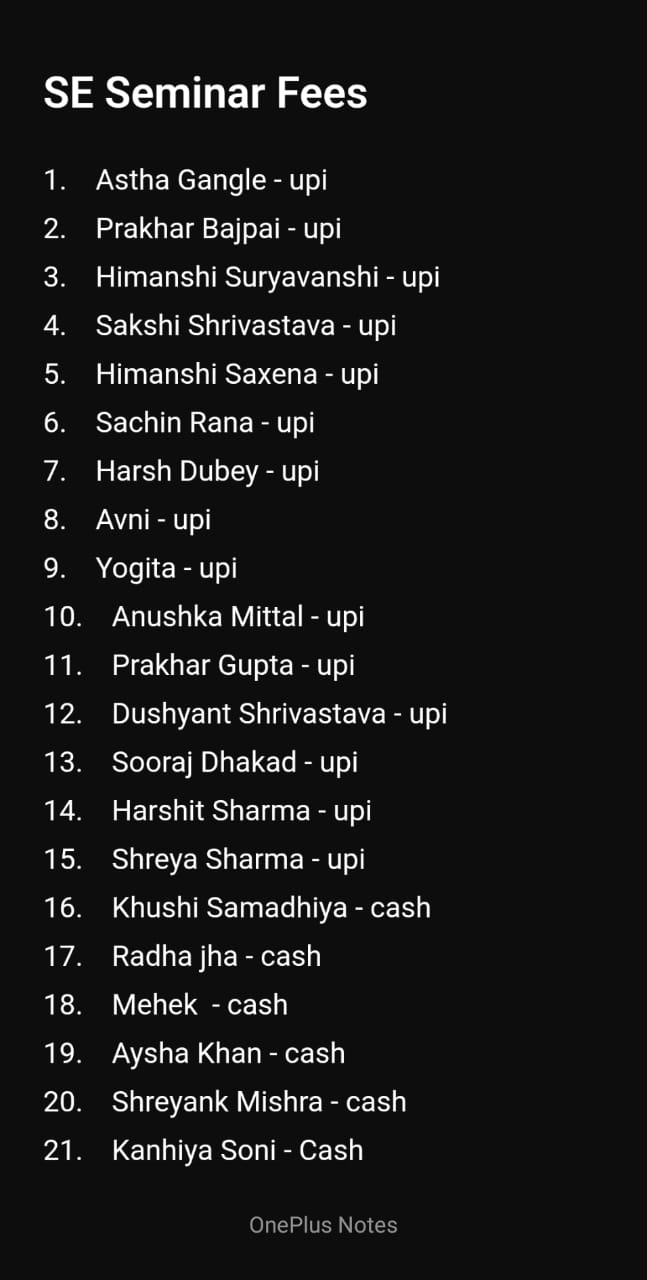 SE Seminar Fees
1. Astha Gangle - upi
2. Prakhar Bajpai - upi
3. Himanshi Suryavanshi - upi
4. Sakshi Shrivastava - upi
5. Himanshi Saxena - upi
6. Sachin Rana - upi
7. Harsh Dubey - upi
8. Avni - upi
9. Yogita - upi
10. Anushka Mittal - upi
11. Prakhar Gupta - upi
12. Dushyant Shrivastava - upi
13. Sooraj Dhakad - upi
14. Harshit Sharma - upi
15. Shreya Sharma - upi
16. Khushi Samadhiya - cash
17. Radha jha - cash
18. Mehek  - cash
19. Aysha Khan - cash
20. Shreyank Mishra - cash
21. Kanhiya Soni - Cash
OnePlus Notes